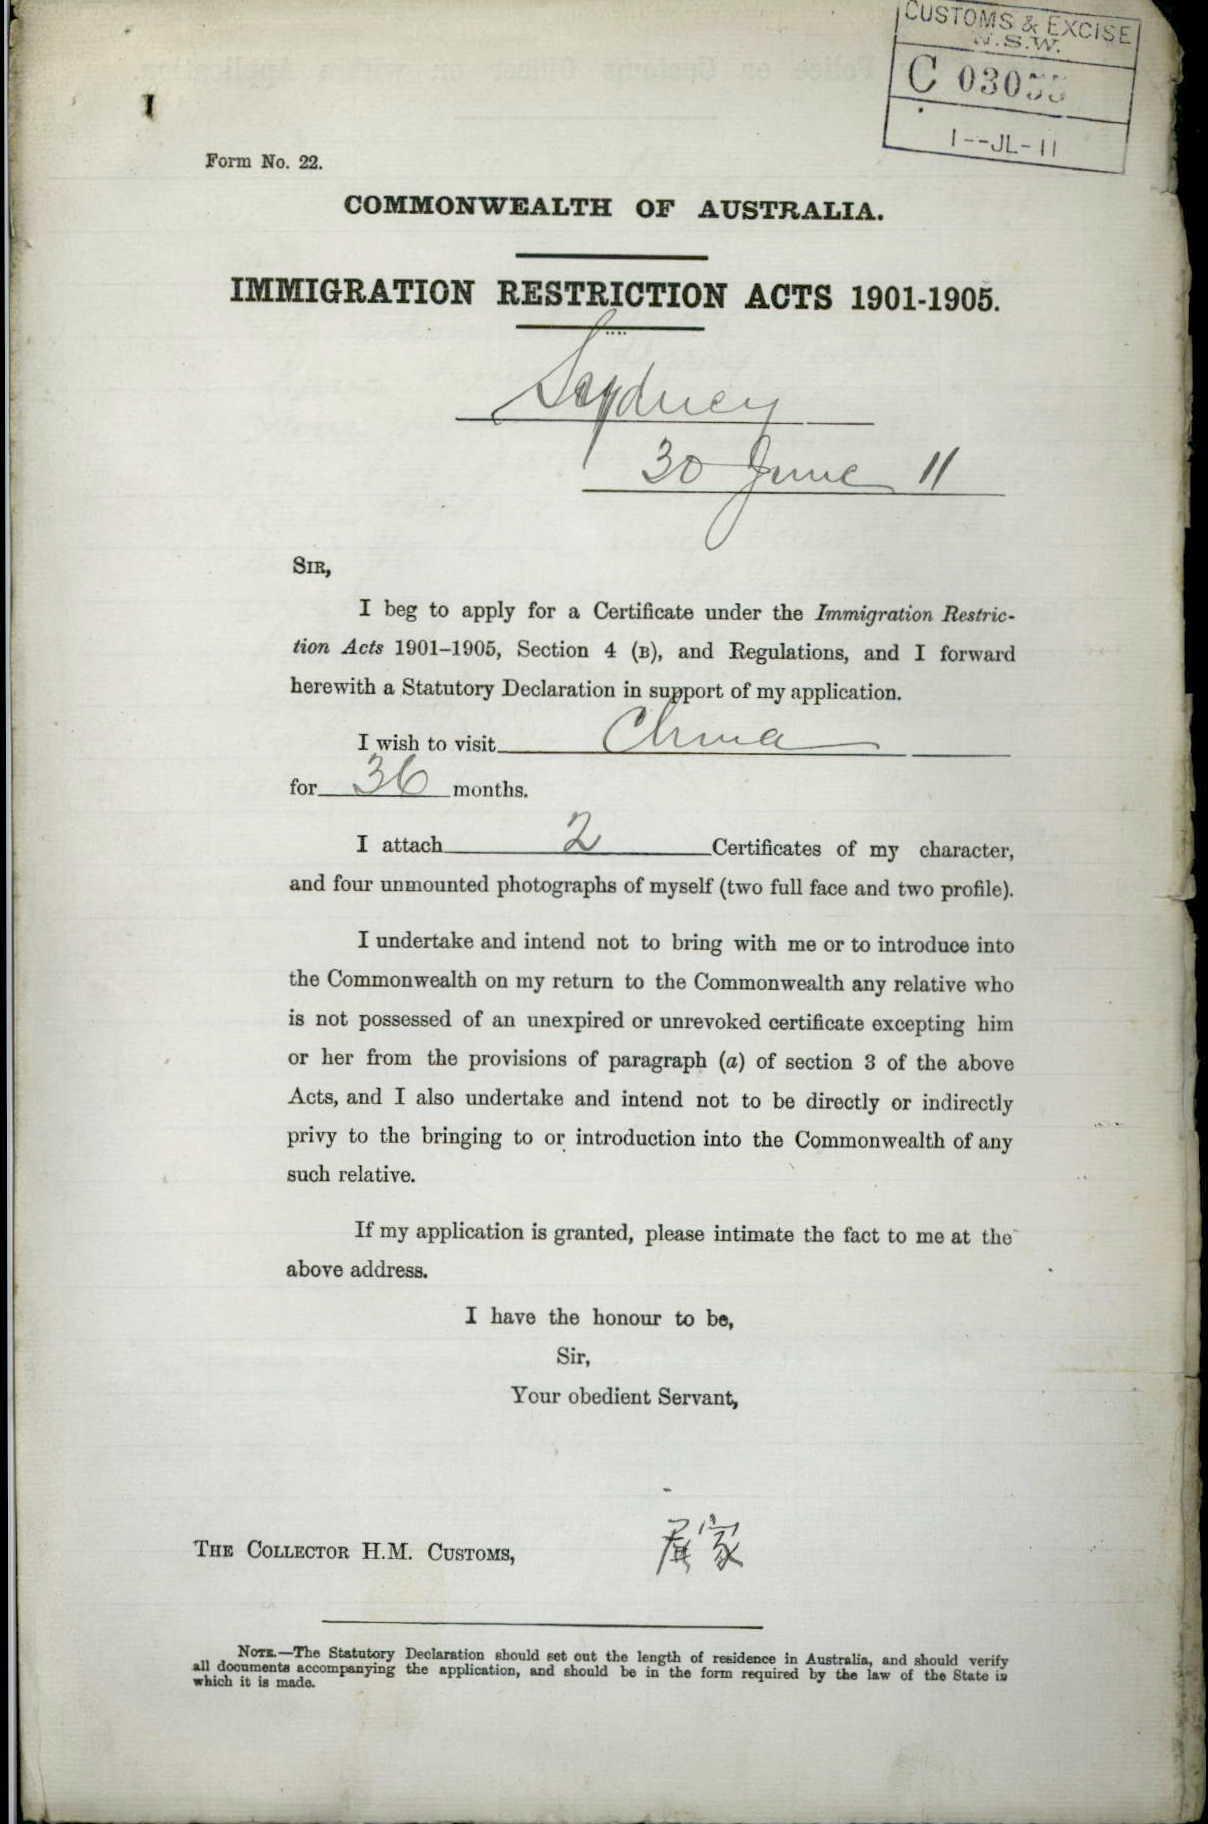 CUSTOMS & EXCISE
N.S.W.
C 03055
1--JL-11
Form No. 22.
COMMONWEALTH OF AUSTRALIA.
IMMIGRATION RESTRICTION ACTS 1901-1905.
Sydney
30 June 11
SIR,
I beg to apply for a Certificate under the Immigration Restric-
tion Acts 1901–1905, Section 4 (B), and Regulations, and I forward
herewith a Statutory Declaration in support of my application.
I wish to visit China
for 36 months.
I attach 2 Certificates of my character,
and four unmounted photographs of myself (two full face and two profile).
I undertake and intend not to bring with me or to introduce into
the Commonwealth on my return to the Commonwealth any relative who
is not possessed of an unexpired or unrevoked certificate excepting him
or her from the provisions of paragraph (a) of section 3 of the above
Acts, and I also undertake and intend not to be directly or indirectly
privy to the bringing to or introduction into the Commonwealth of any
such relative.
If my application is granted, please intimate the fact to me at the
above address.
I have the honour to be,
Sir,
Your obedient Servant,
THE COLLECTOR H.M. CUSTOMS,
家
NOTE.—The Statutory Declaration should set out the length of residence in Australia, and should verify
all documents accompanying the application, and should be in the form required by the law of the State in
which it is made.